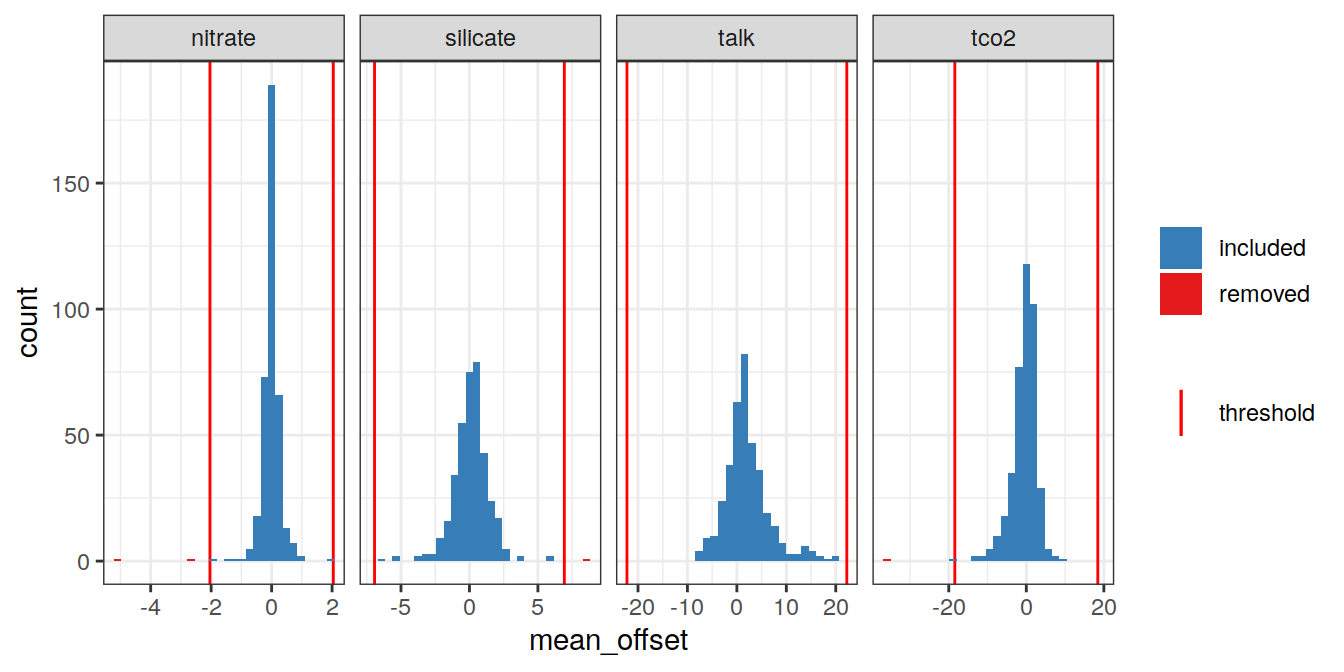 nitrate silicate talk tco2
150
100
50
0
count
-4 -2 0 2 -5 0 5 -20 -10 0 10 20 -20 0 20
mean_offset
included
removed
threshold